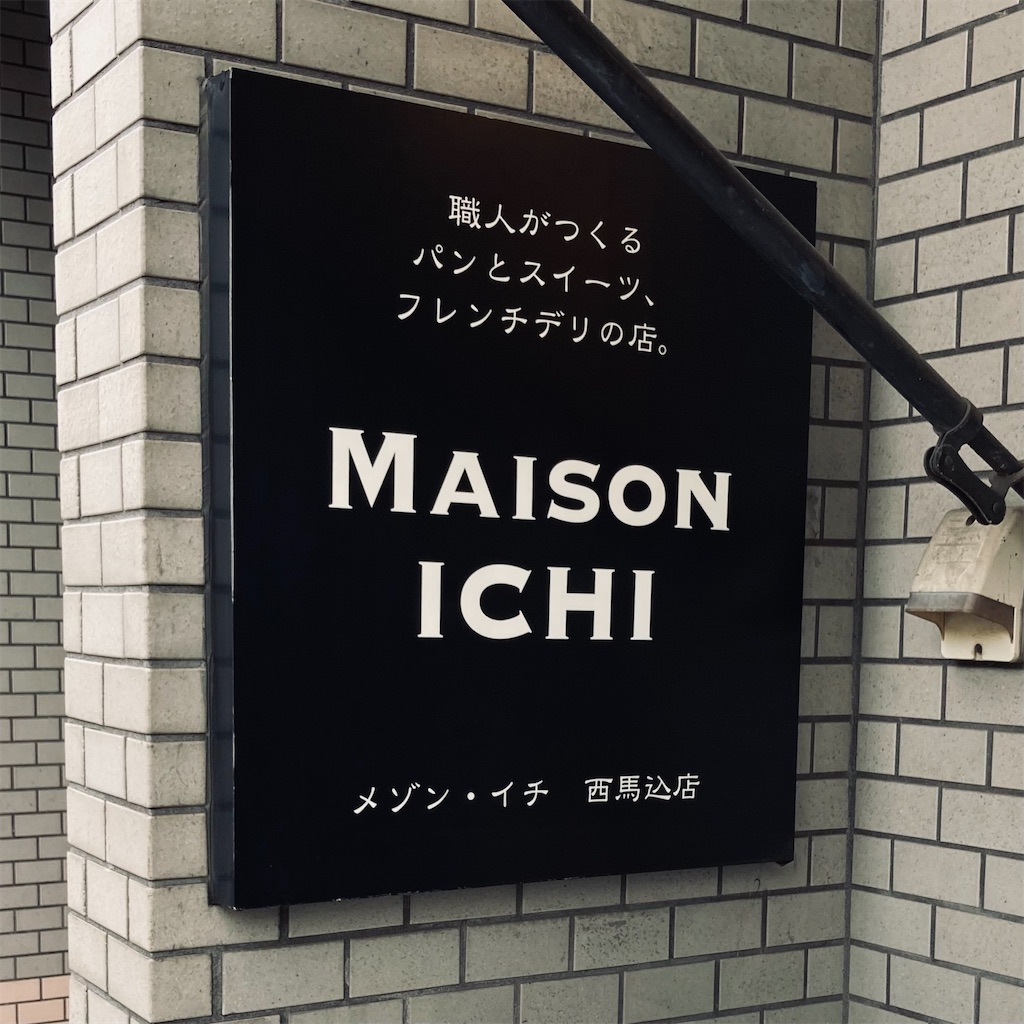 職人がつくる
パンとスイーツ、
フレンチデリの店。
MAISON
ICHI
メゾン・イチ 西馬込店